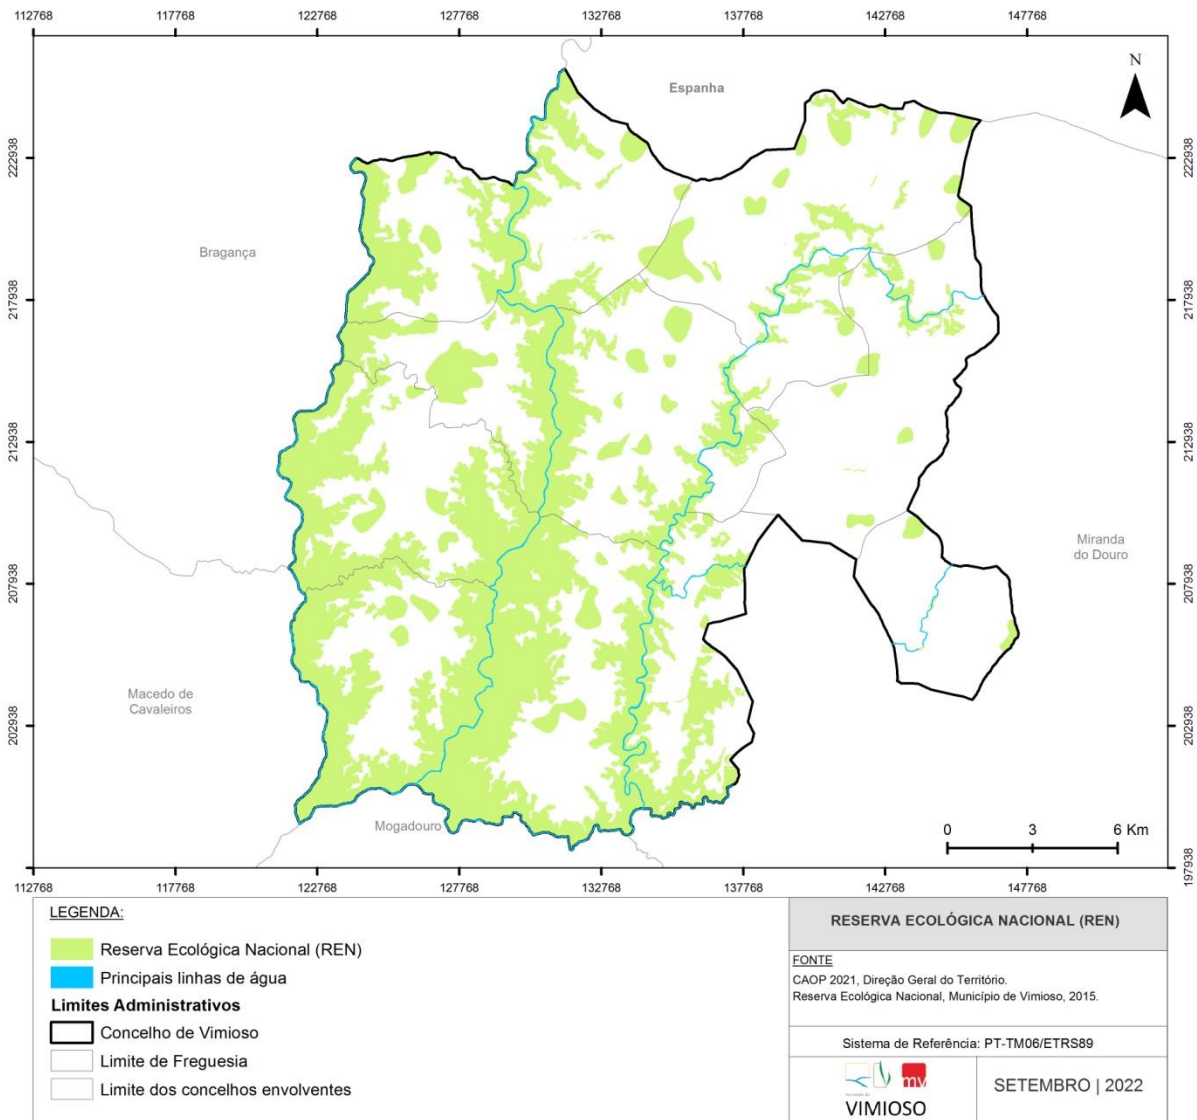 112768 117768 122768 127768 132768 137768 142768 147768
N
Espanha
222938 222938
Bragança
217938 217938
212938 212938
Miranda
do Douro
207938 207938
Macedo de
Cavaleiros
202938 202938
Mogadouro
0 3 6 Km
197938 197938
112768 117768 122768 127768 132768 137768 142768 147768
LEGENDA:
Reserva Ecológica Nacional (REN)
Principais linhas de água
Limites Administrativos
Concelho de Vimioso
Limite de Freguesia
Limite dos concelhos envolventes
RESERVA ECOLÓGICA NACIONAL (REN)
FONTE
CAOP 2021, Direção Geral do Território.
Reserva Ecológica Nacional, Município de Vimioso, 2015.
Sistema de Referência: PT-TM06/ETRS89
mv
VIMIOSO
SETEMBRO | 2022